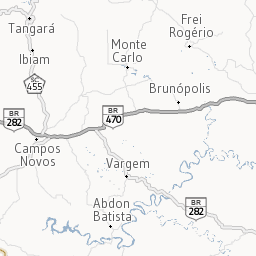 Tangará
Frei
Rogério
Monte
Carlo
Ibiam
SC
455
Brunópolis
BR
470
BR
282
Campos
Novos
Vargem
BR
282
Abdon
Batista